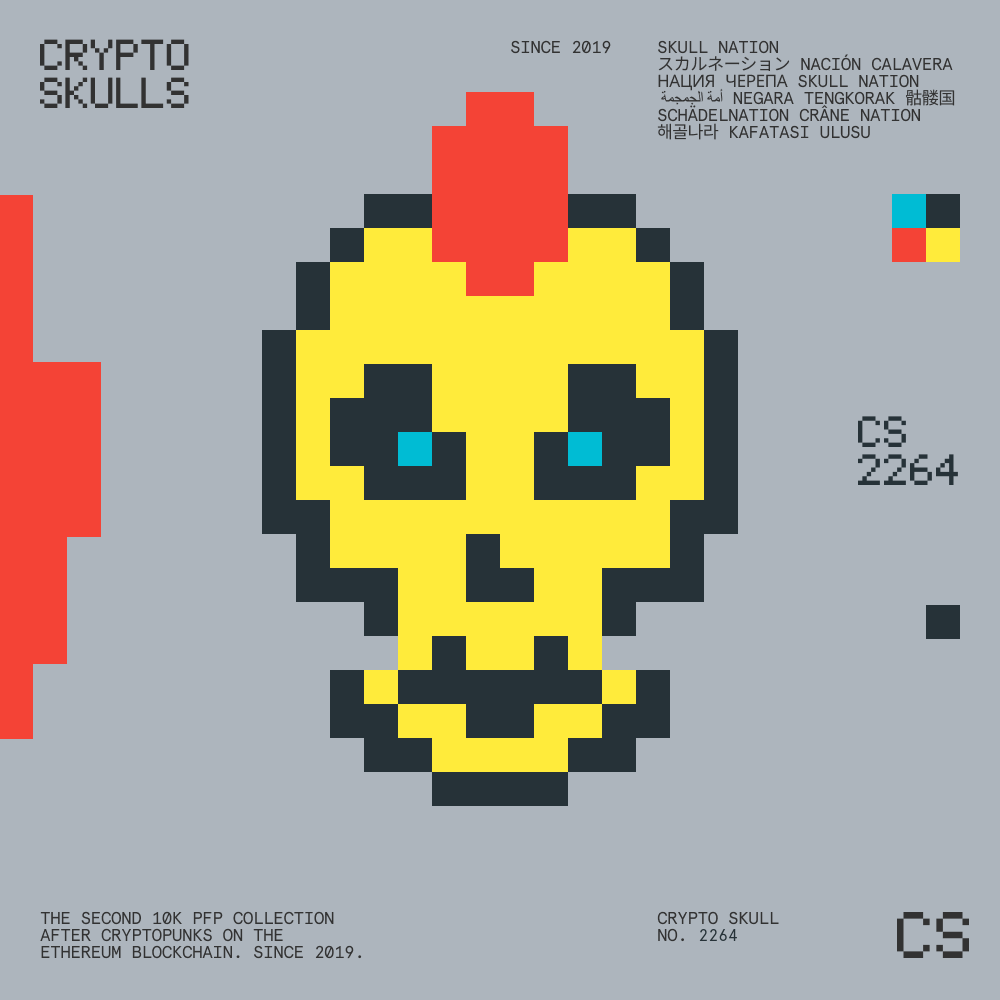 CRYPTO
SKULLS
SINCE 2019
SKULL NATION
スカルネーション NACIÓN CALAVERA
НАЦИЯ ЧЕРЕПА SKULL NATION
أمة الجمجمة NEGARA TENGKORAK 骷髅国
SCHÄDELNATION CRÂNE NATION
해골나라 KAFATASI ULUSU
CS
2264
THE SECOND 10K PFP COLLECTION
AFTER CRYPTOPUNKS ON THE
ETHEREUM BLOCKCHAIN. SINCE 2019.
CRYPTO SKULL
NO. 2264
CS